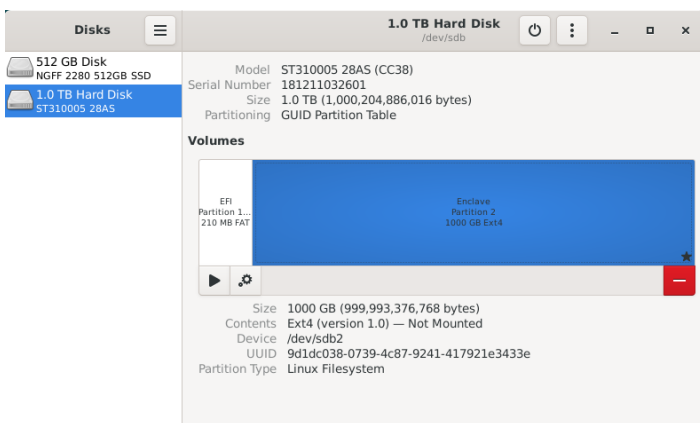 Disks
1.0 TB Hard Disk
/dev/sdb
512 GB Disk
NGFF 2280 512GB SSD
1.0 TB Hard Disk
ST310005 28AS
Model ST310005 28AS (CC38)
Serial Number 181211032601
Size 1.0 TB (1,000,204,886,016 bytes)
Partitioning GUID Partition Table
Volumes
EFI
Partition 1…
210 MB FAT
Enclave
Partition 2
1000 GB Ext4
Size 1000 GB (999,993,376,768 bytes)
Contents Ext4 (version 1.0) — Not Mounted
Device /dev/sdb2
UUID 9d1dc038-0739-4c87-9241-417921e3433e
Partition Type Linux Filesystem